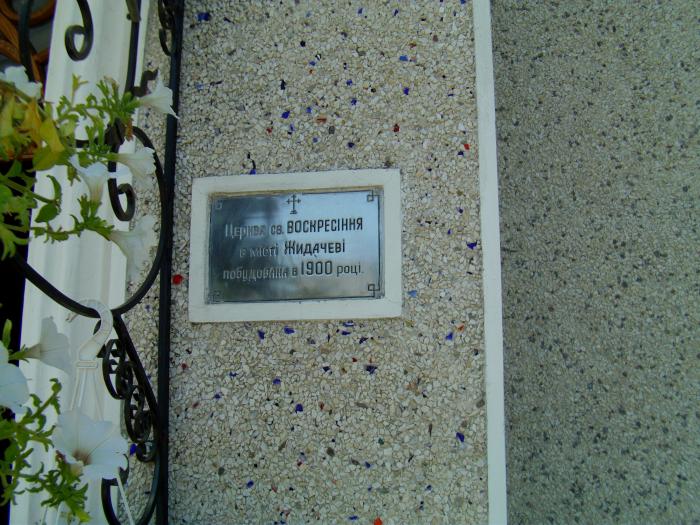 Церква св. ВОСКРЕСІННЯ
в місті Жидачеві
побудована в 1900 році.